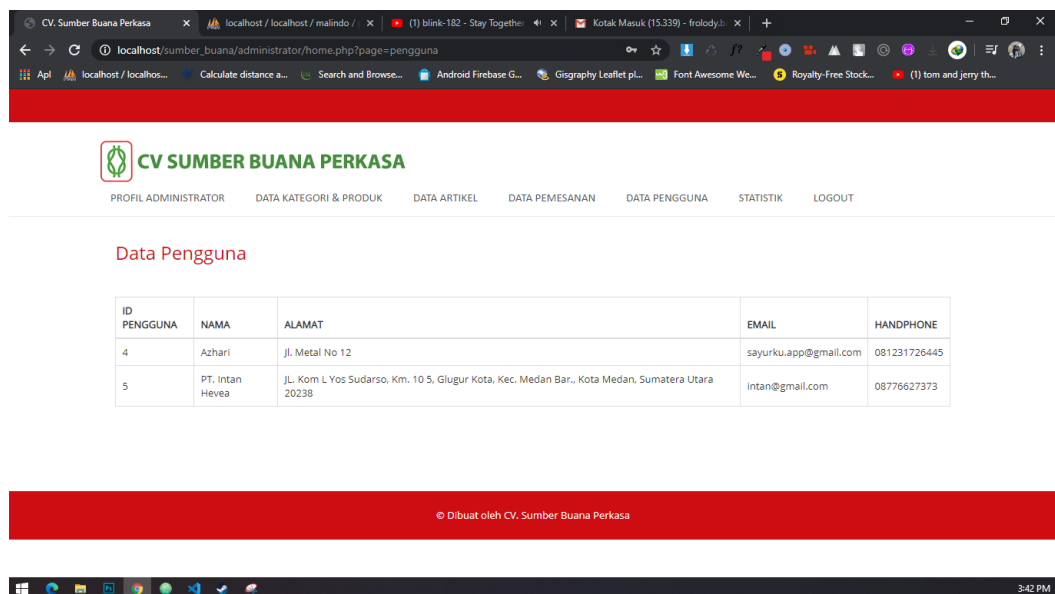 CV. Sumber Buana Perkasa
localhost / localhost / malindo /
(1) blink-182 - Stay Together
Kotak Masuk (15.339) - frolody.b
localhost/sumber_buana/administrator/home.php?page=pengguna
Apl
localhost / localhos...
Calculate distance a...
Search and Browse...
Android Firebase G...
Gisgraphy Leaflet pl...
Font Awesome We...
Royalty-Free Stock...
(1) tom and jerry th...
CV SUMBER BUANA PERKASA
PROFIL ADMINISTRATOR DATA KATEGORI & PRODUK DATA ARTIKEL DATA PEMESANAN DATA PENGGUNA STATISTIK LOGOUT
Data Pengguna
ID
PENGGUNA NAMA ALAMAT EMAIL HANDPHONE
4 Azhari Jl. Metal No 12 sayurku.app@gmail.com 081231726445
5 PT. Intan Hevea JL. Kom L Yos Sudarso, Km. 10 5, Glugur Kota, Kec. Medan Bar., Kota Medan, Sumatera Utara
20238 intan@gmail.com 08776627373
© Dibuat oleh CV. Sumber Buana Perkasa
3:42 PM